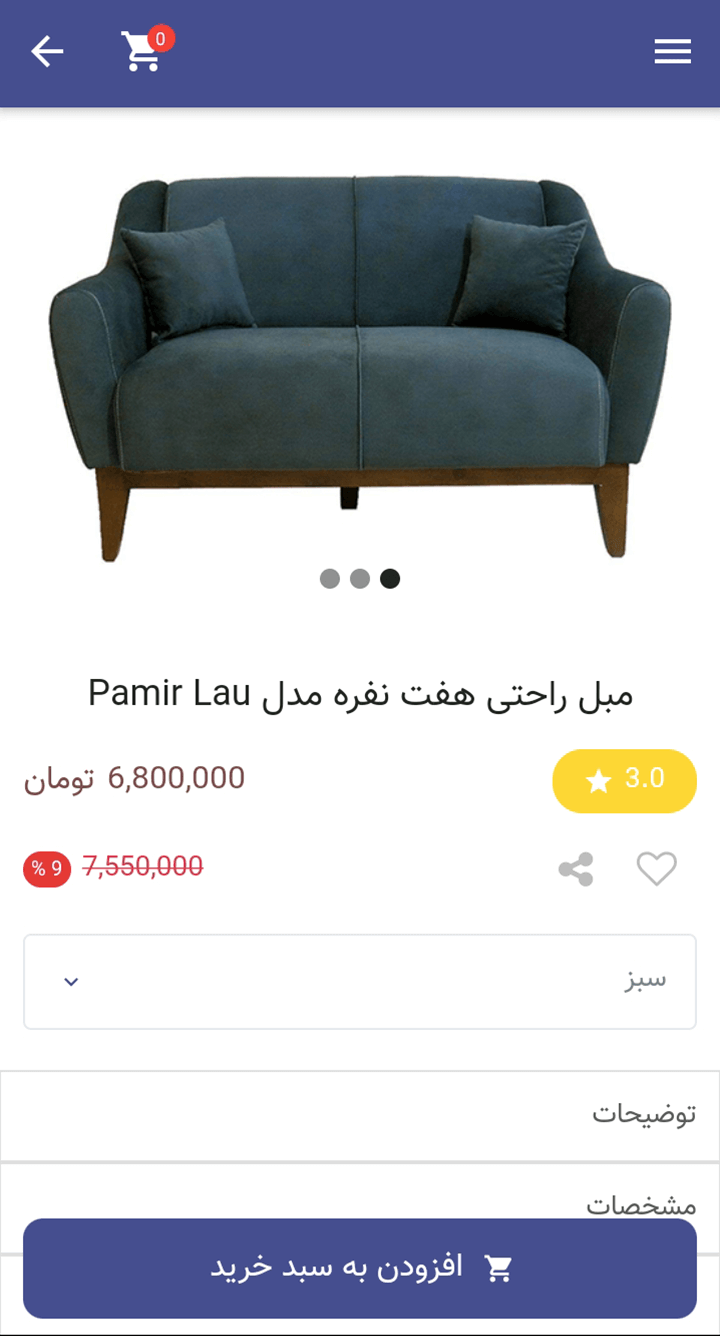 0
مبل راحتی هفت نفره مدل Pamir Lau
3.0
6,800,000 تومان
7,550,000
% 9
سبز
توضیحات
مشخصات
افزودن به سبد خرید